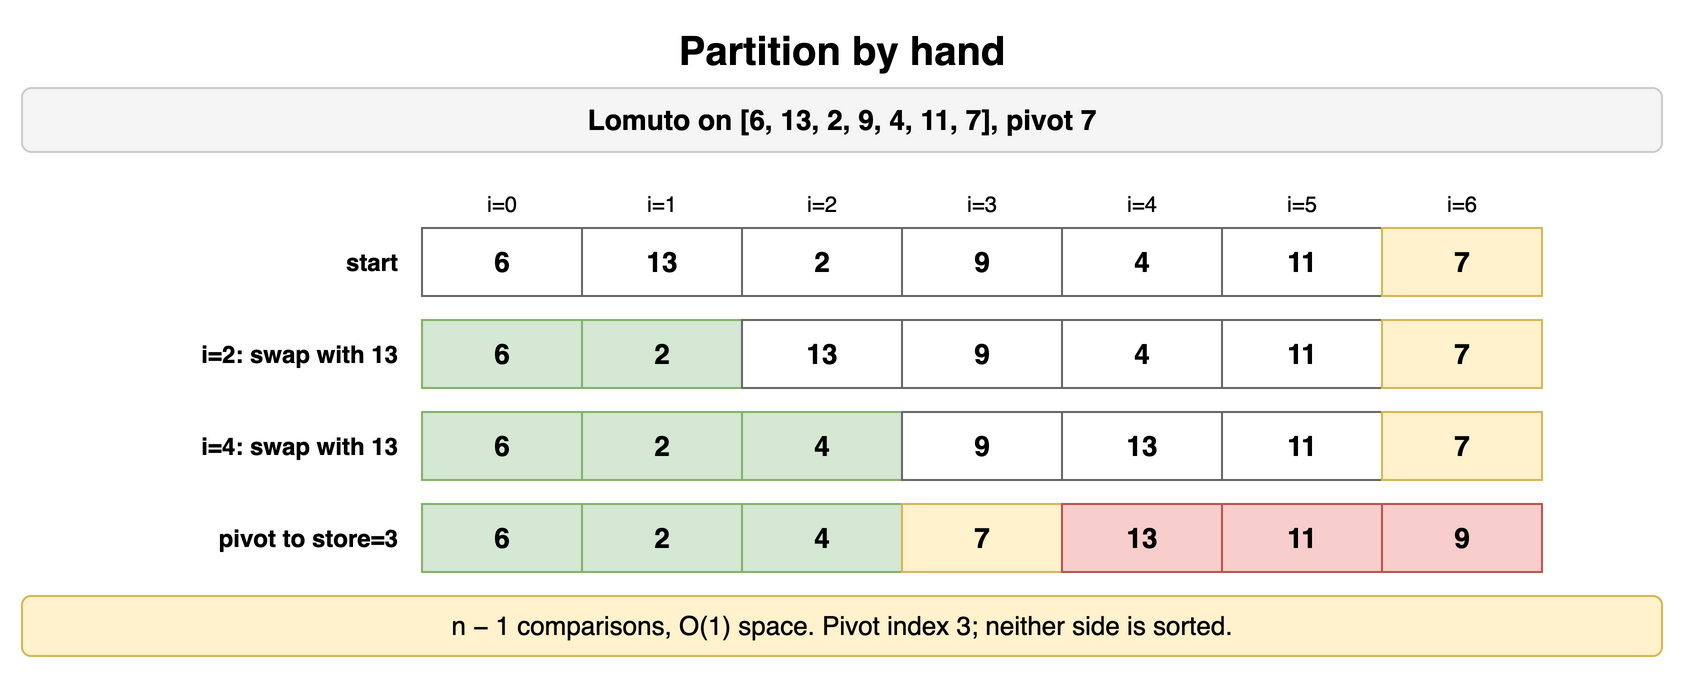 Partition by hand
Lomuto on [6, 13, 2, 9, 4, 11, 7], pivot 7
i=0 i=1 i=2 i=3 i=4 i=5 i=6
start 6 13 2 9 4 11 7
i=2: swap with 13 6 2 13 9 4 11 7
i=4: swap with 13 6 2 4 9 13 11 7
pivot to store=3 6 2 4 7 13 11 9
n − 1 comparisons, O(1) space. Pivot index 3; neither side is sorted.